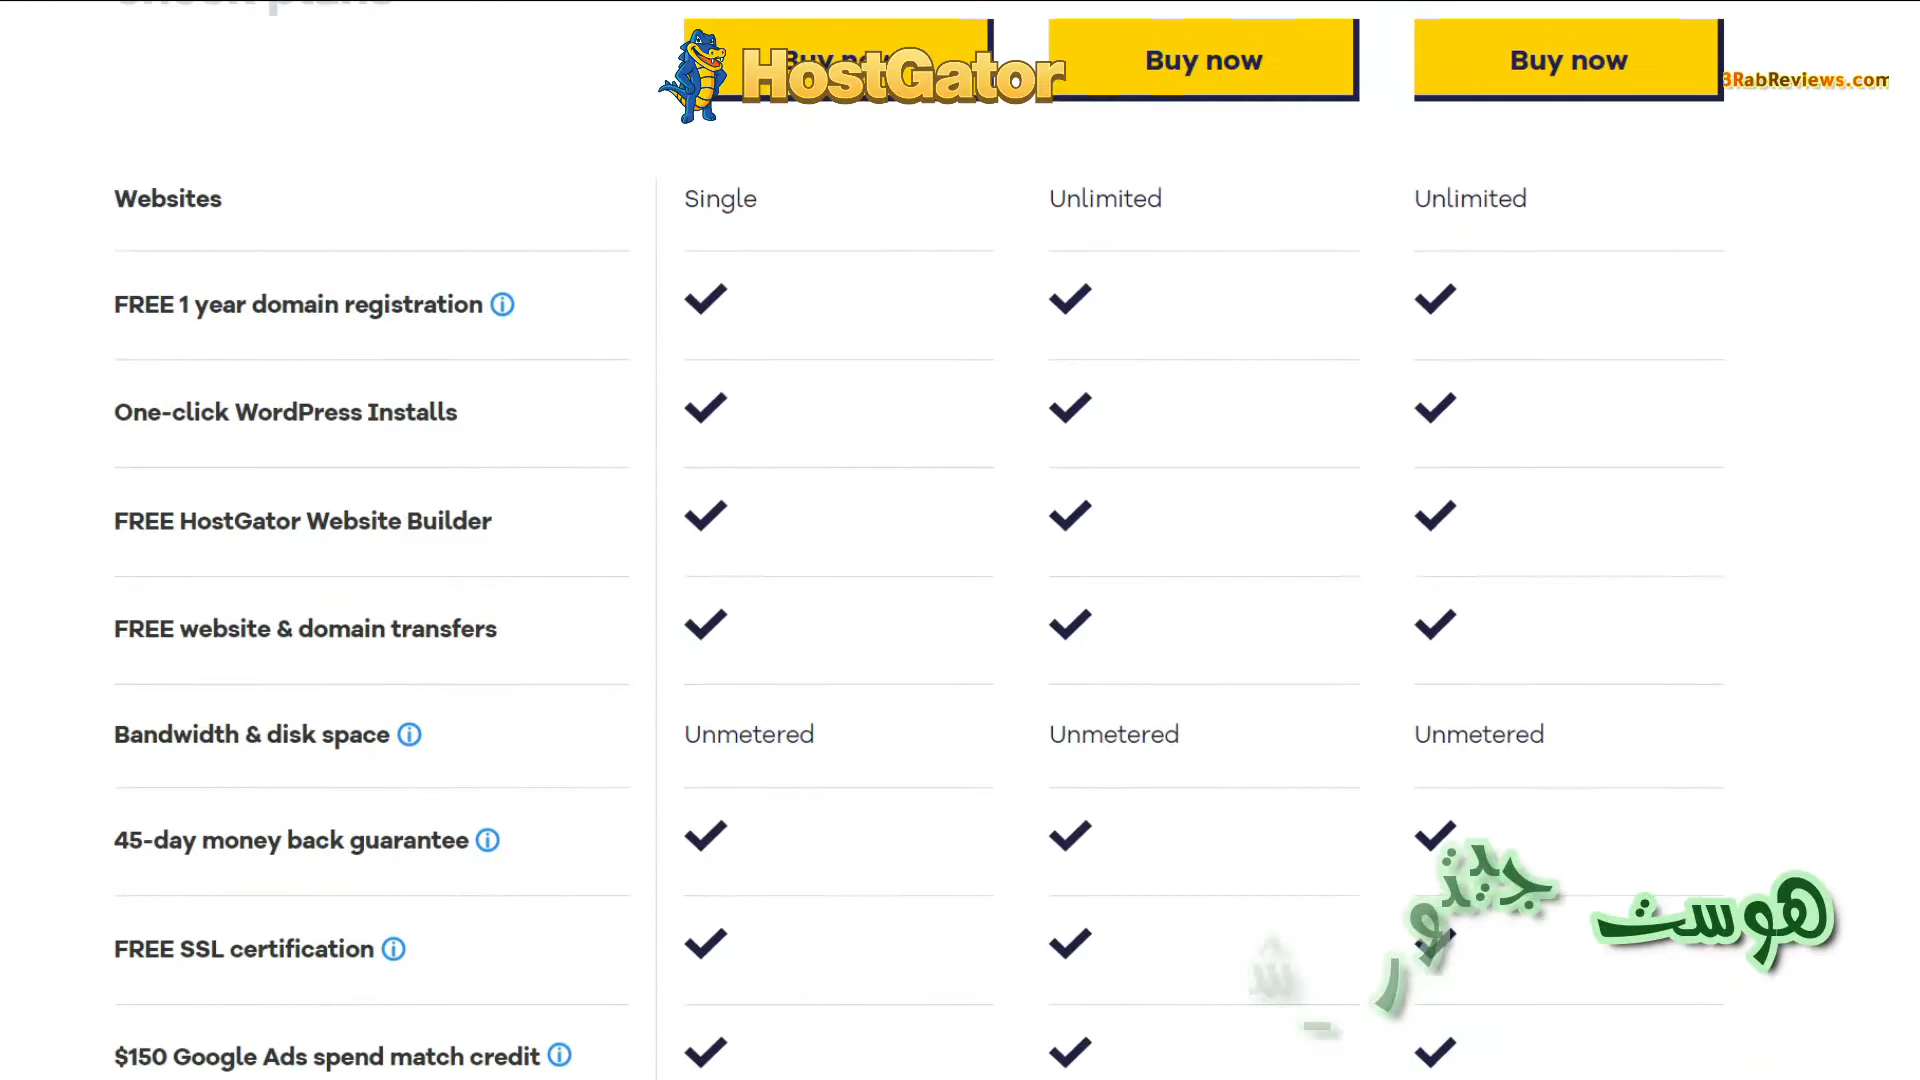 Buy now
HostGator
Buy now
Buy now
3RabReviews.com
Websites
Single
Unlimited
Unlimited
FREE 1 year domain registration
One-click WordPress Installs
FREE HostGator Website Builder
FREE website & domain transfers
Bandwidth & disk space
Unmetered
Unmetered
Unmetered
45-day money back guarantee
FREE SSL certification
$150 Google Ads spend match credit
هوست جيتور